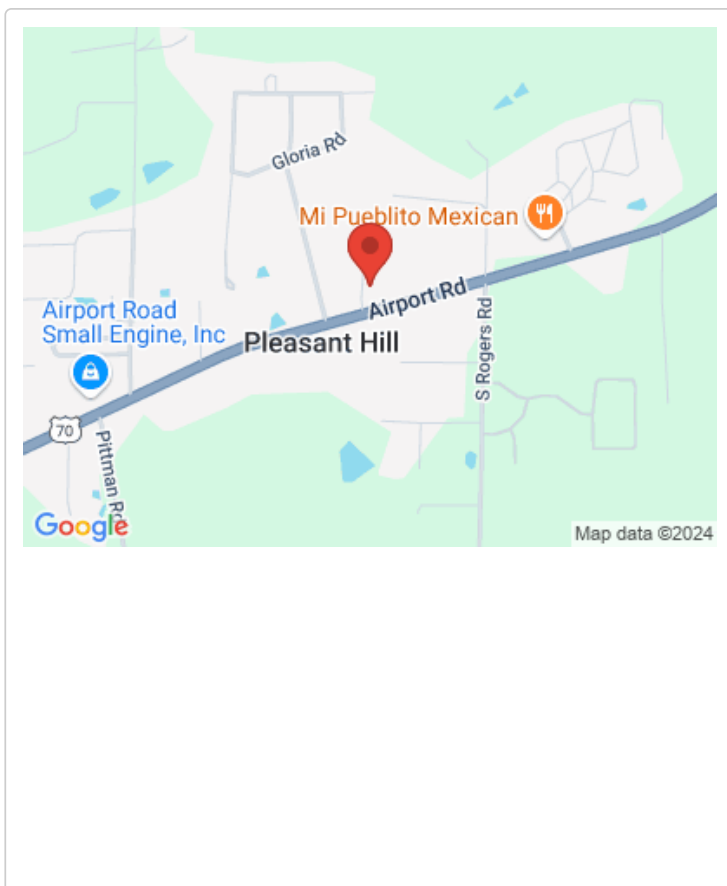 Gloria Rd
Mi Pueblito Mexican
Airport Rd
Airport Road
Small Engine, Inc
Pleasant Hill
S Rogers Rd
70
Pittman Rd
Google
Map data ©2024